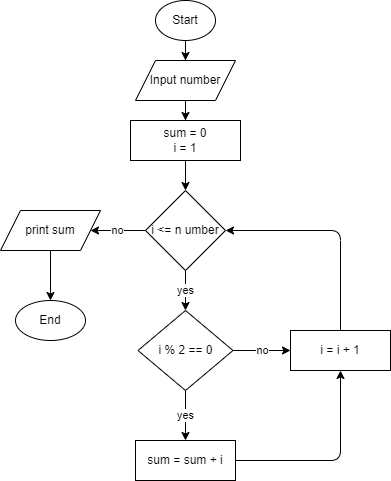 Start
Input number
sum = 0
i = 1
i <= n umber
no
print sum
End
yes
i % 2 == 0
no
i = i + 1
yes
sum = sum + i